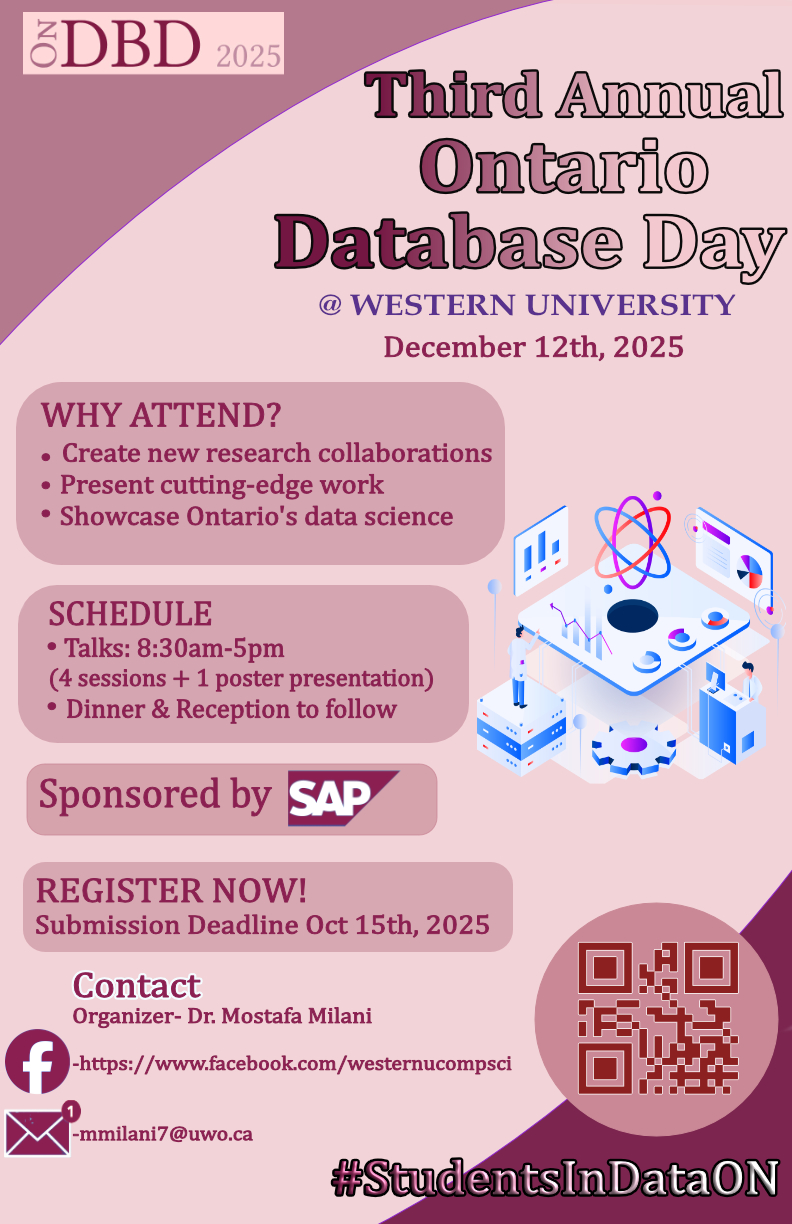 ON DBD 2025
Third Annual
Ontario
Database Day
@ WESTERN UNIVERSITY
December 12th, 2025
WHY ATTEND?
• Create new research collaborations
• Present cutting-edge work
• Showcase Ontario's data science
SCHEDULE
• Talks: 8:30am-5pm
(4 sessions + 1 poster presentation)
• Dinner & Reception to follow
Sponsored by SAP
REGISTER NOW!
Submission Deadline Oct 15th, 2025
Contact
Organizer- Dr. Mostafa Milani
-https://www.facebook.com/westernucompsci
1
-mmilani7@uwo.ca
#StudentsInDataON